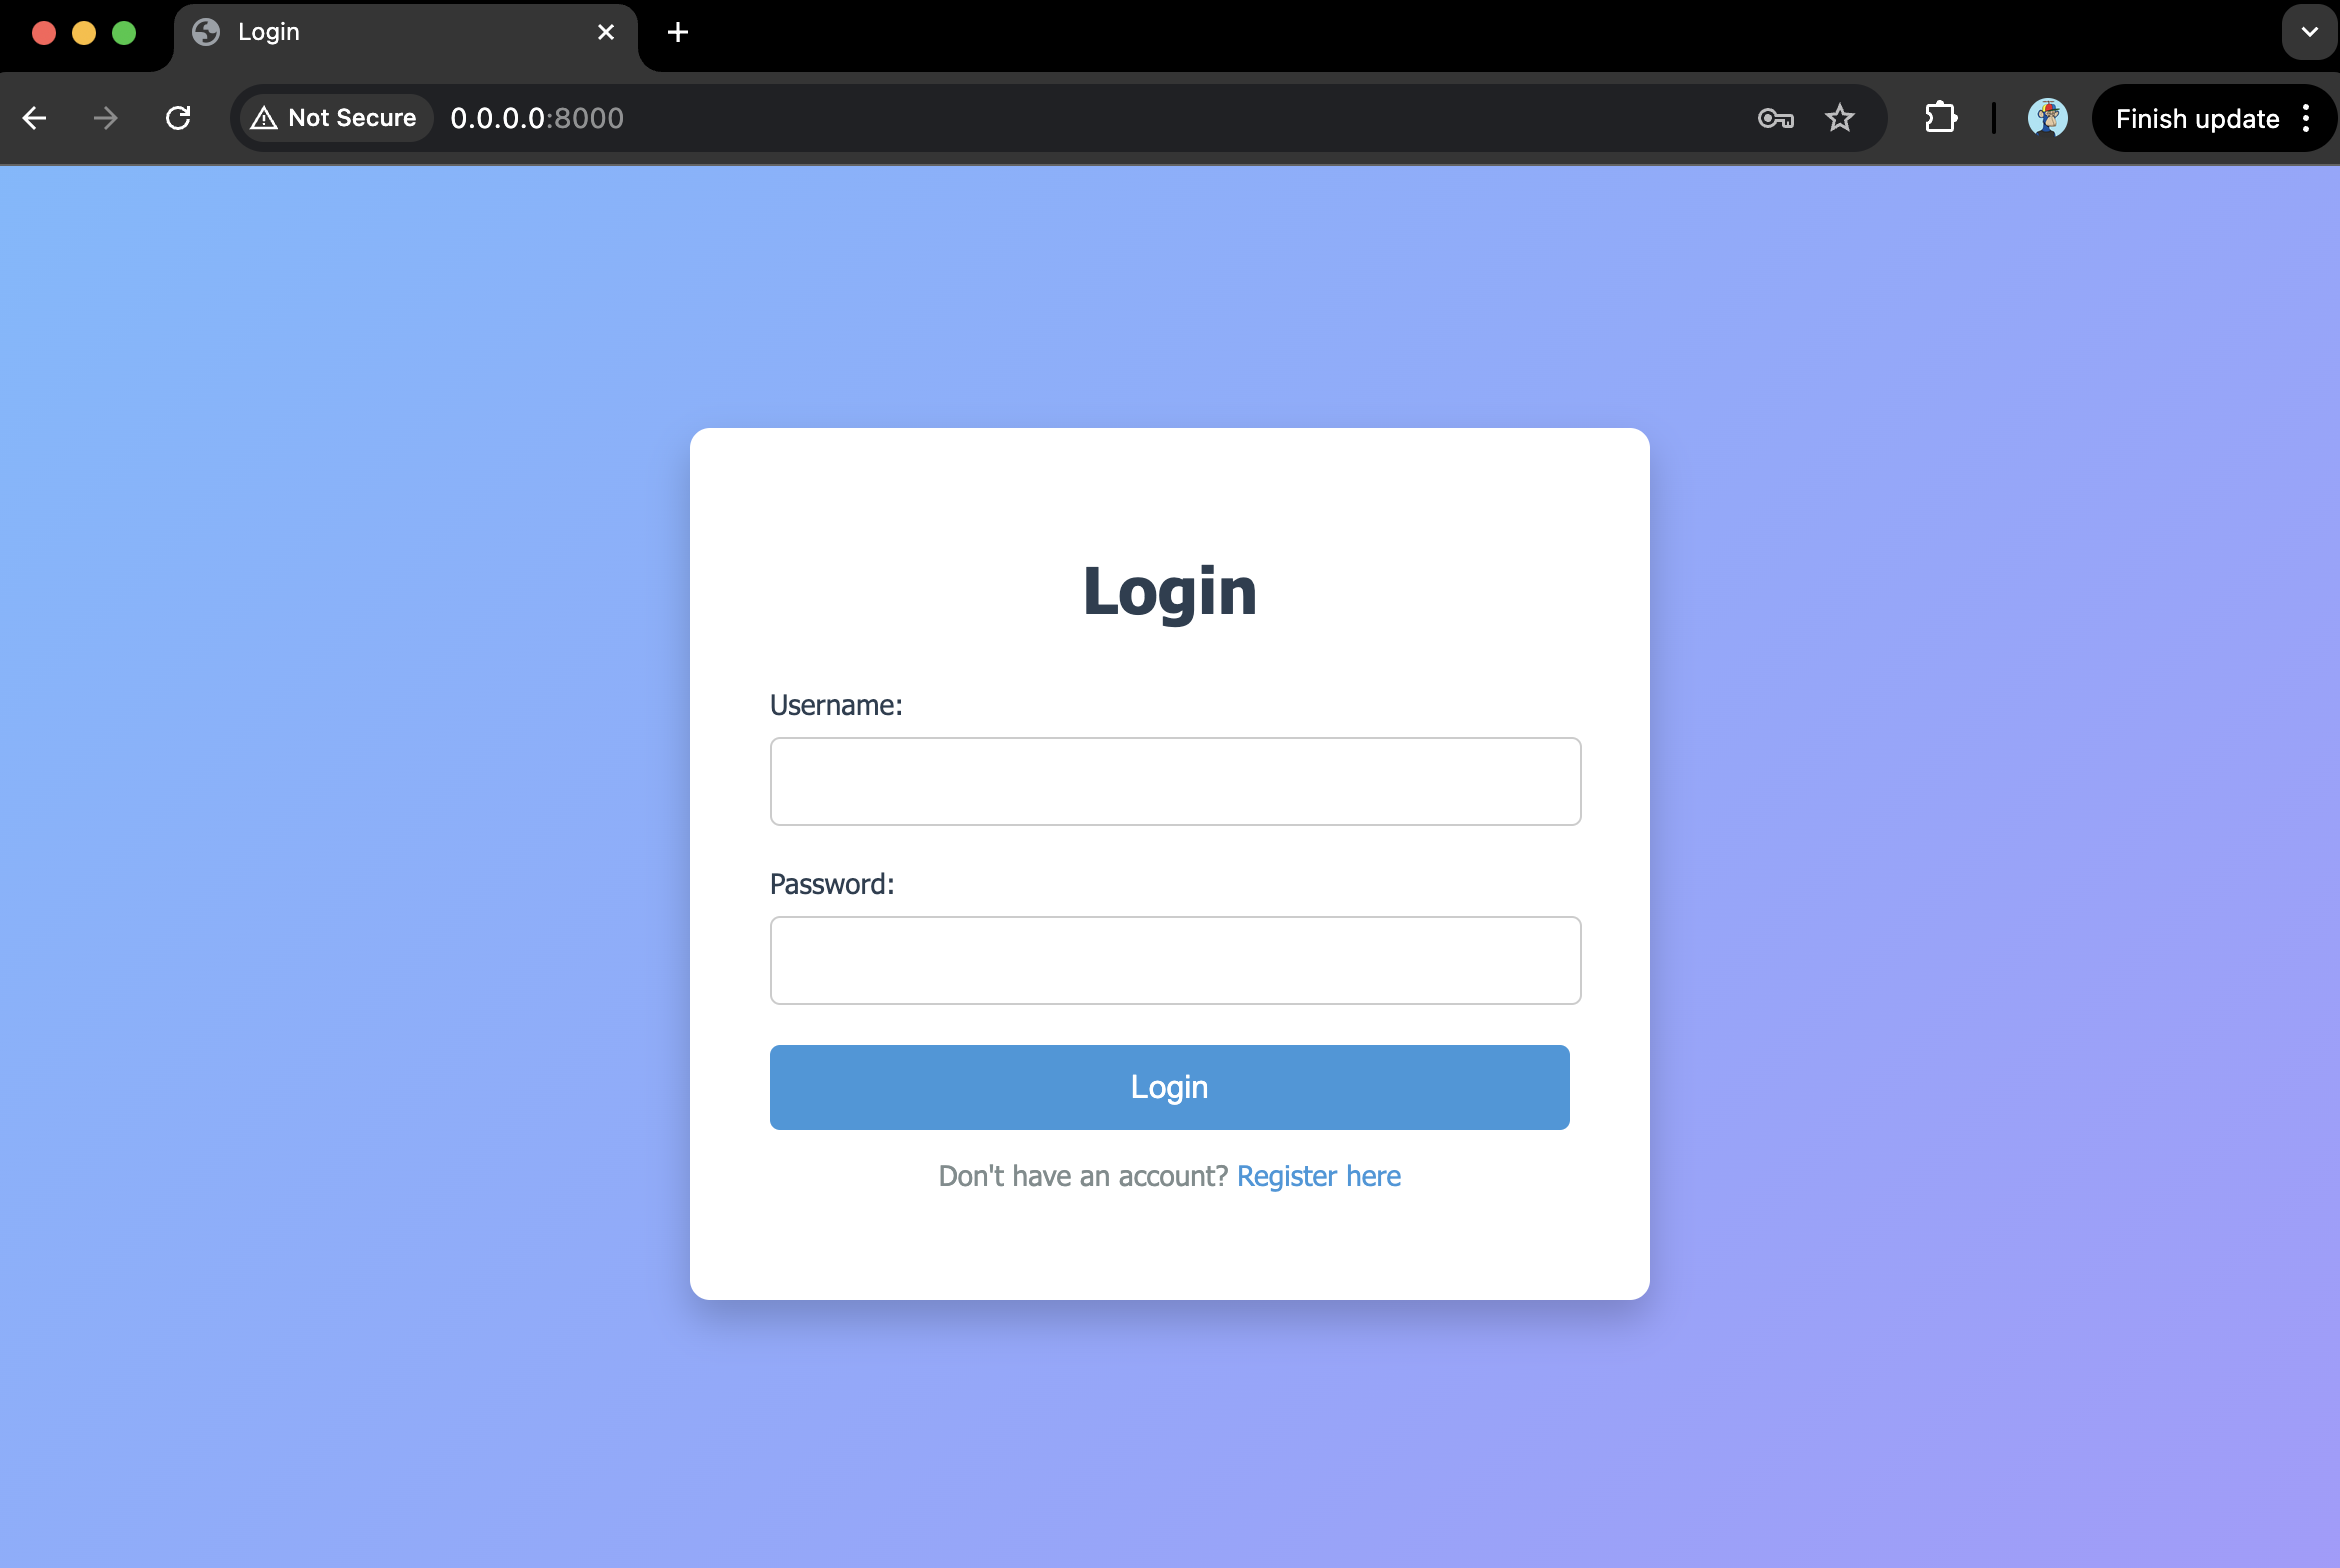 Login
Not Secure 0.0.0.0:8000 Finish update
Login
Username:
Password:
Login
Don't have an account? Register here